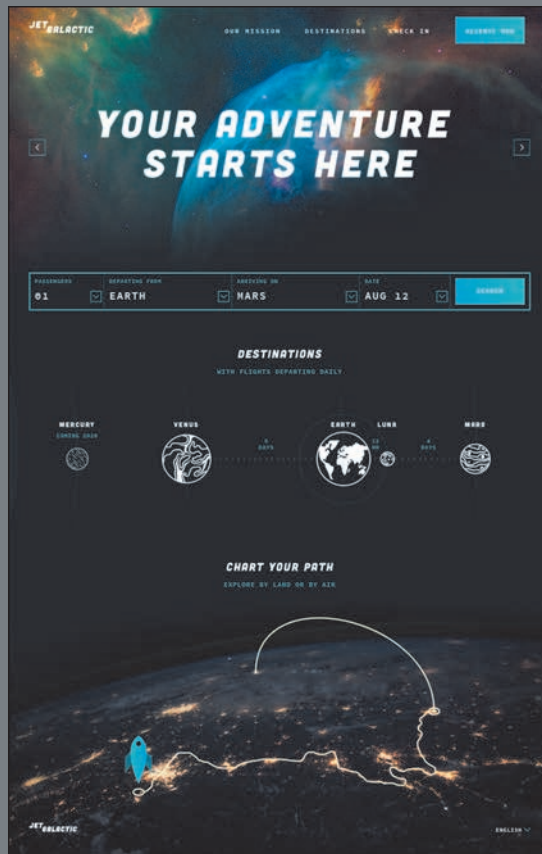 JET
GALACTIC
OUR MISSION DESTINATIONS CHECK IN
YOUR ADVENTURE
STARTS HERE
PASSENGERS DEPARTING FROM ARRIVING ON DATE
01 EARTH MARS AUG 12
DESTINATIONS
WITH FLIGHTS DEPARTING DAILY
MERCURY VENUS EARTH LUNA MARS
COMING
DAYS DAYS
CHART YOUR PATH
EXPLORE BY LAND OR BY AIR
JET
GALACTIC
ENGLISH